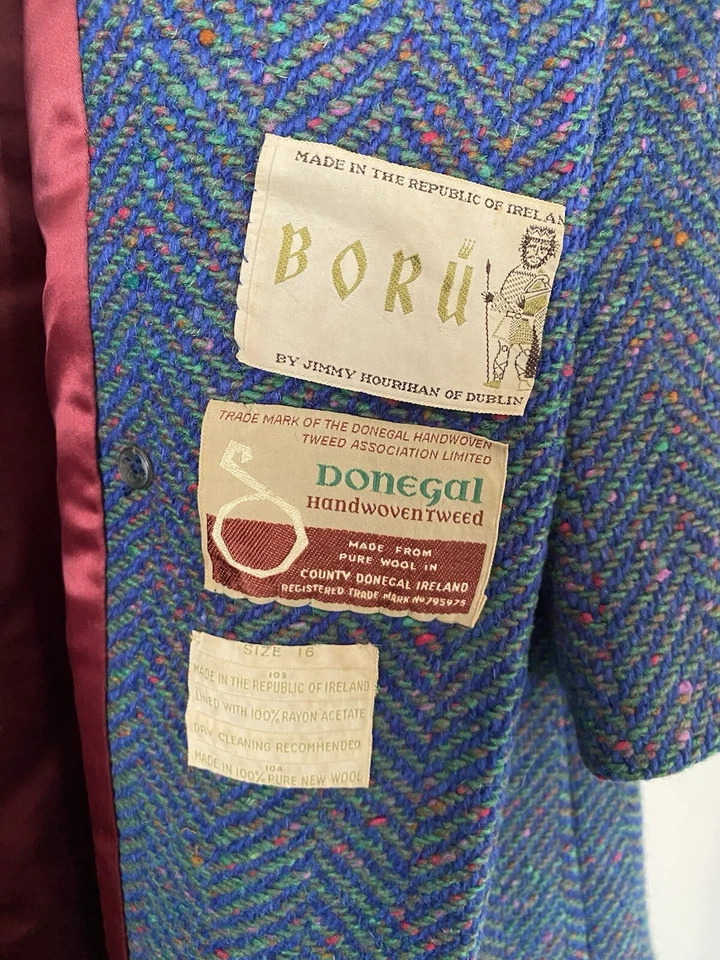 MADE IN THE REPUBLIC OF IRELAN
BORŰ
BY JIMMY HOURIHAN OF DUBLIN
TRADE MARK OF THE DONEGAL HANDWOVEN
TWEED ASSOCIATION LIMITED
DONEGAL
HANDWOVEN TWEED
MADE FROM
PURE WOOL IN
COUNTY DONEGAL IRELAND
REGISTERED TRADE MARK No 795975
SIZE 16
103
MADE IN THE REPUBLIC OF IRELAND
LINED WITH 100% RAYON ACETATE
DRY CLEANING RECOMMENDED
104
MADE IN 100% PURE NEW WOOL